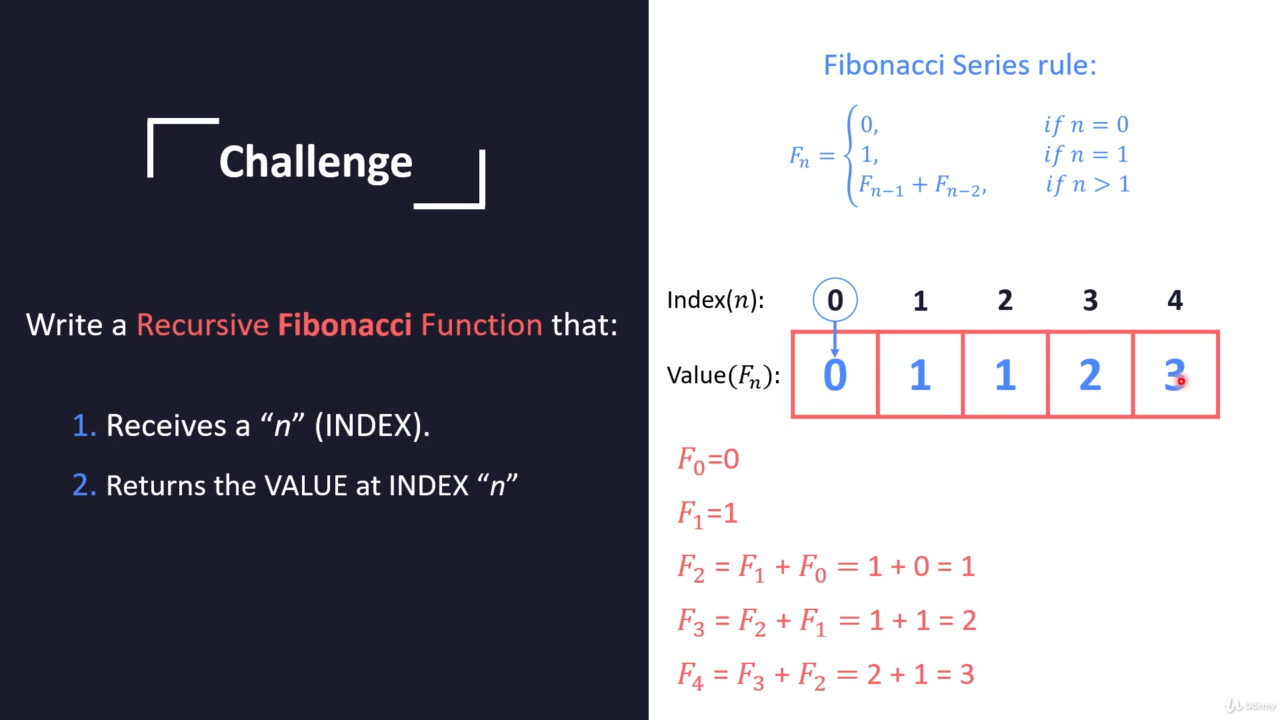 Challenge
Write a Recursive Fibonacci Function that:
1. Receives a “n” (INDEX).
2. Returns the VALUE at INDEX “n”
Fibonacci Series rule:
Fₙ = { 0, if n = 0
1, if n = 1
Fₙ₋₁ + Fₙ₋₂, if n > 1
Index(n): 0 1 2 3 4
Value(Fₙ): 0 1 1 2 3
F₀=0
F₁=1
F₂ = F₁ + F₀ = 1 + 0 = 1
F₃ = F₂ + F₁ = 1 + 1 = 2
F₄ = F₃ + F₂ = 2 + 1 = 3
Udemy